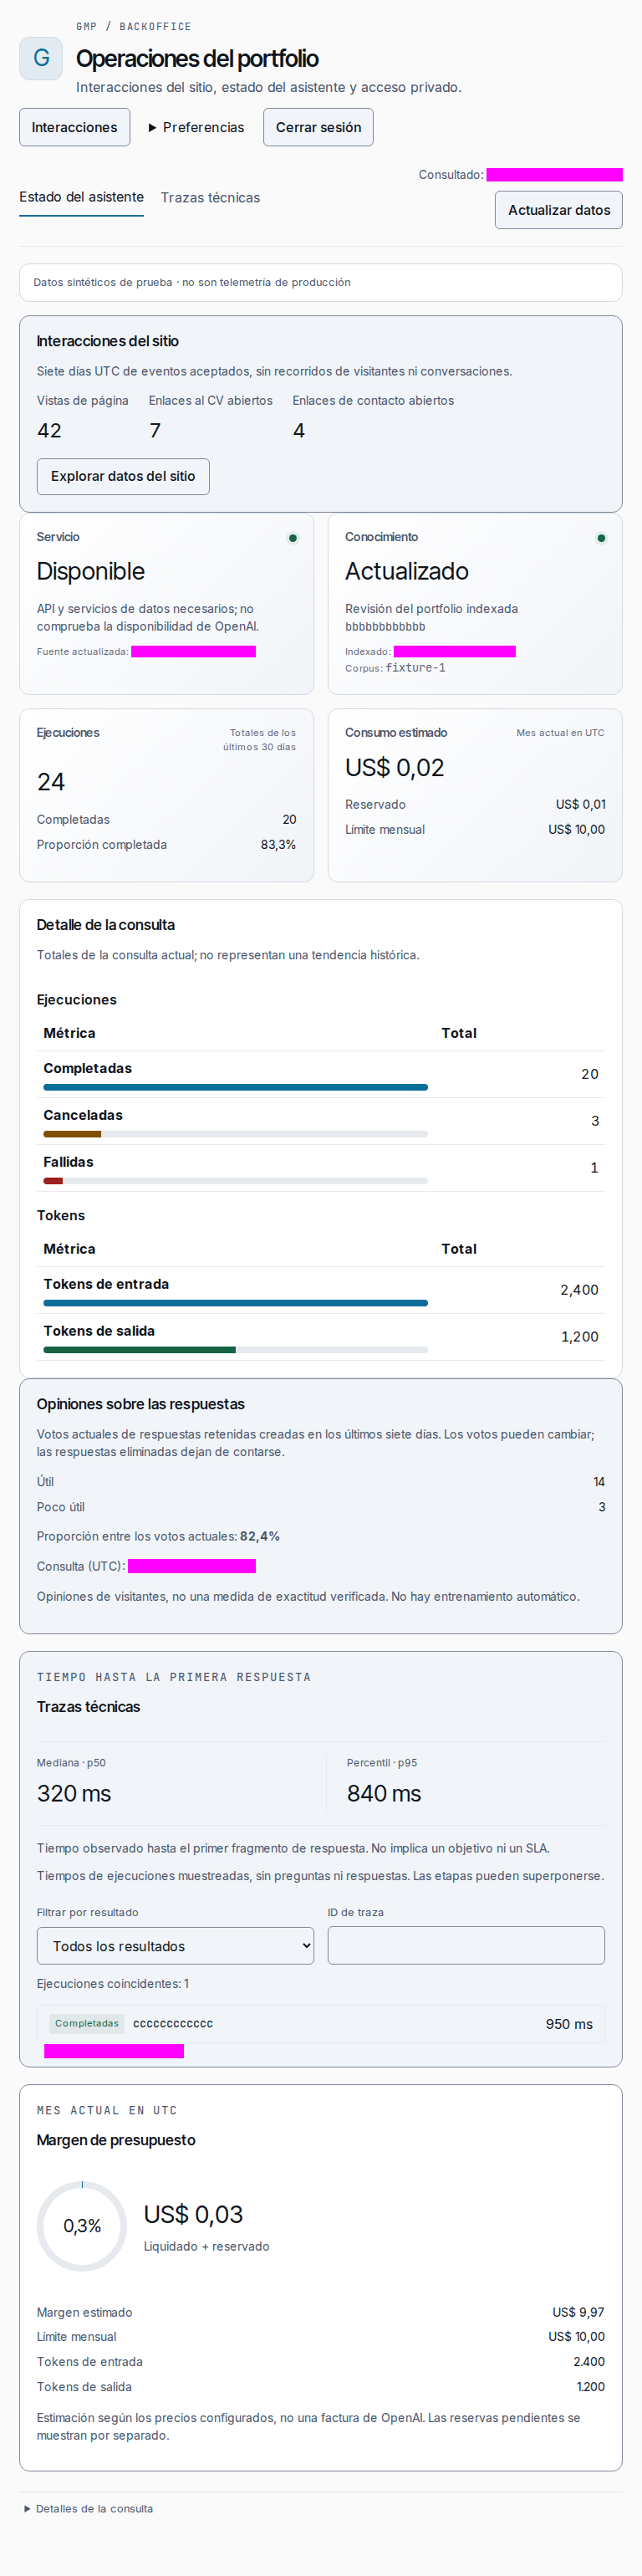 GMP / BACKOFFICE
G
Operaciones del portfolio
Interacciones del sitio, estado del asistente y acceso privado.
Interacciones
Preferencias
Cerrar sesión
Consultado:
Estado del asistente
Trazas técnicas
Actualizar datos
Datos sintéticos de prueba · no son telemetría de producción
Interacciones del sitio
Siete días UTC de eventos aceptados, sin recorridos de visitantes ni conversaciones.
Vistas de página
Enlaces al CV abiertos
Enlaces de contacto abiertos
42
7
4
Explorar datos del sitio
Servicio
Disponible
API y servicios de datos necesarios; no
comprueba la disponibilidad de OpenAI.
Fuente actualizada:
Conocimiento
Actualizado
Revisión del portfolio indexada
bbbbbbbbbbbb
Indexado:
Corpus: fixture-1
Ejecuciones
Totales de los
últimos 30 días
24
Completadas 20
Proporción completada 83,3%
Consumo estimado
Mes actual en UTC
US$ 0,02
Reservado US$ 0,01
Límite mensual US$ 10,00
Detalle de la consulta
Totales de la consulta actual; no representan una tendencia histórica.
Ejecuciones
Métrica Total
Completadas 20
Canceladas 3
Fallidas 1
Tokens
Métrica Total
Tokens de entrada 2,400
Tokens de salida 1,200
Opiniones sobre las respuestas
Votos actuales de respuestas retenidas creadas en los últimos siete días. Los votos pueden cambiar;
las respuestas eliminadas dejan de contarse.
Útil 14
Poco útil 3
Proporción entre los votos actuales: 82,4%
Consulta (UTC):
Opiniones de visitantes, no una medida de exactitud verificada. No hay entrenamiento automático.
TIEMPO HASTA LA PRIMERA RESPUESTA
Trazas técnicas
Mediana · p50
320 ms
Percentil · p95
840 ms
Tiempo observado hasta el primer fragmento de respuesta. No implica un objetivo ni un SLA.
Tiempos de ejecuciones muestreadas, sin preguntas ni respuestas. Las etapas pueden superponerse.
Filtrar por resultado
Todos los resultados
ID de traza
Ejecuciones coincidentes: 1
Completadas cccccccccccc 950 ms
MES ACTUAL EN UTC
Margen de presupuesto
0,3%
US$ 0,03
Liquidado + reservado
Margen estimado US$ 9,97
Límite mensual US$ 10,00
Tokens de entrada 2.400
Tokens de salida 1.200
Estimación según los precios configurados, no una factura de OpenAI. Las reservas pendientes se
muestran por separado.
Detalles de la consulta